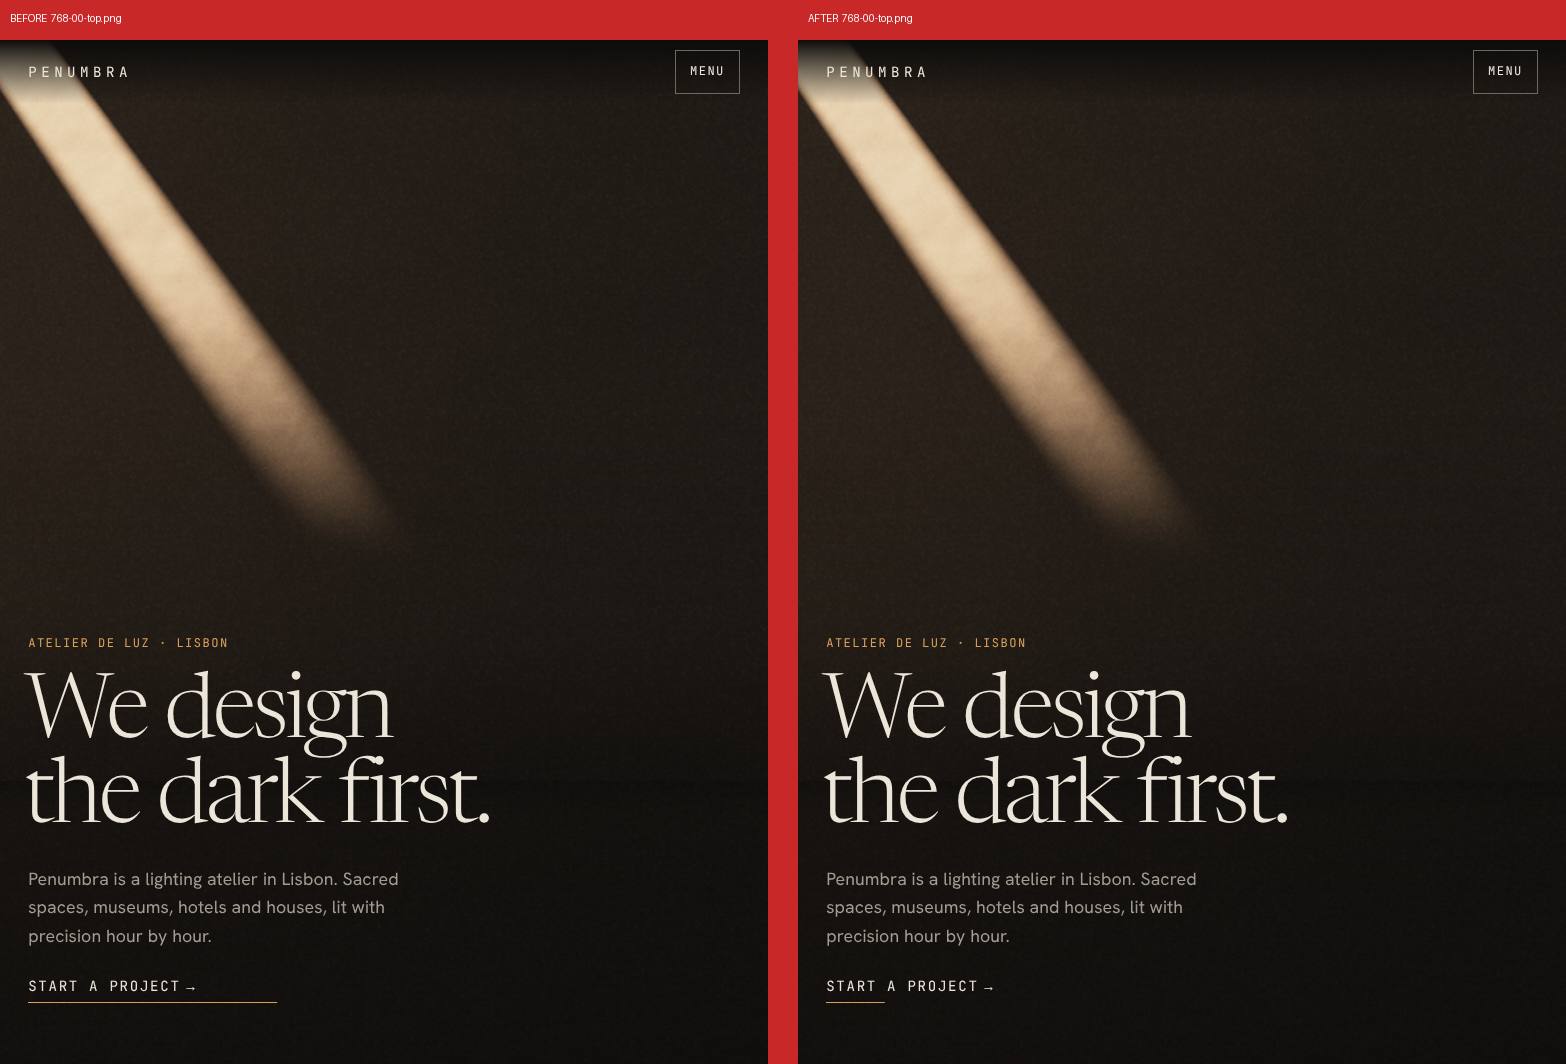 BEFORE 768-00-top.png
PENUMBRA
MENU
ATELIER DE LUZ · LISBON
We design
the dark first.
Penumbra is a lighting atelier in Lisbon. Sacred
spaces, museums, hotels and houses, lit with
precision hour by hour.
START A PROJECT →
AFTER 768-00-top.png
PENUMBRA
MENU
ATELIER DE LUZ · LISBON
We design
the dark first.
Penumbra is a lighting atelier in Lisbon. Sacred
spaces, museums, hotels and houses, lit with
precision hour by hour.
START A PROJECT →